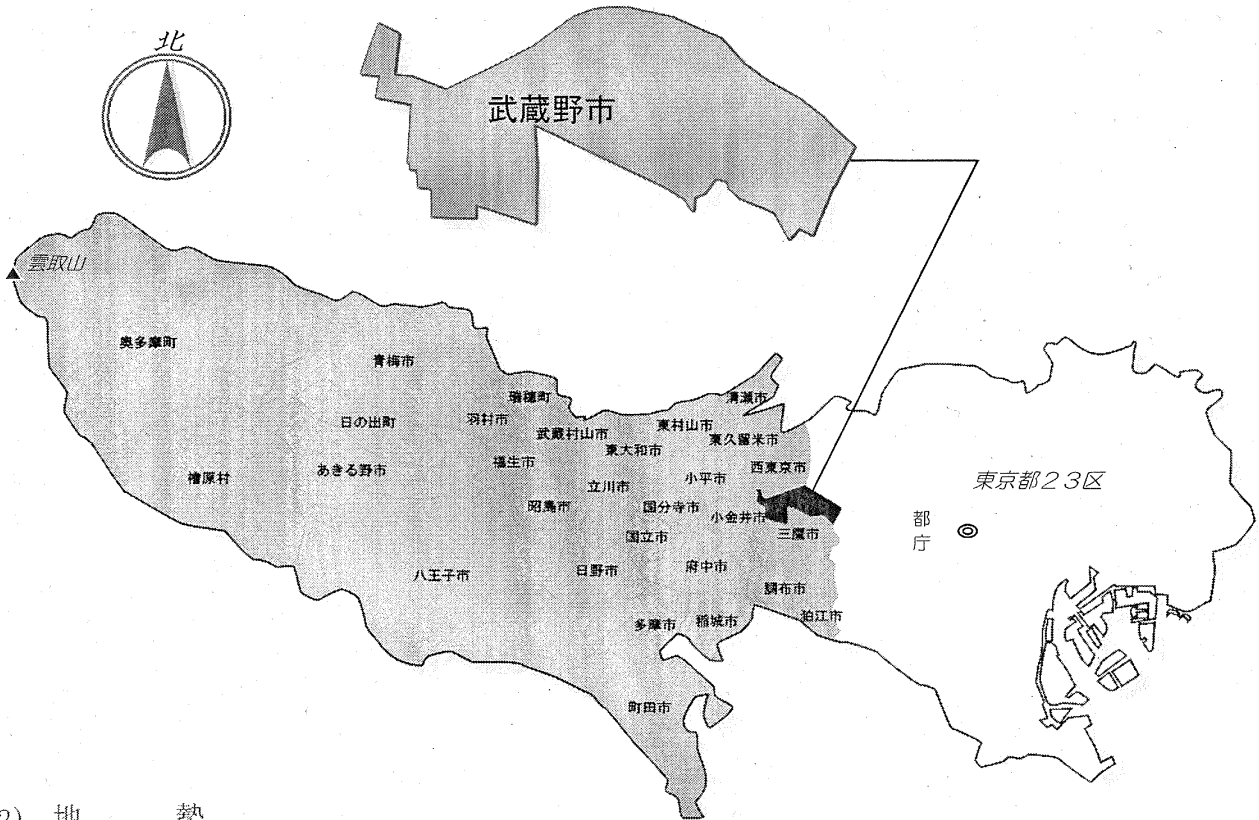 北
武蔵野市
雲取山
奥多摩町
青梅市
瑞穂町
清瀬市
日の出町
羽村市
武蔵村山市
東村山市
東久留米市
東大和市
檜原村
あきる野市
福生市
西東京市
小平市
立川市
昭島市
国分寺市
小金井市
東京都23区
都庁
国立市
三鷹市
八王子市
日野市
府中市
調布市
多摩市
稲城市
狛江市
町田市
2) 地 勢